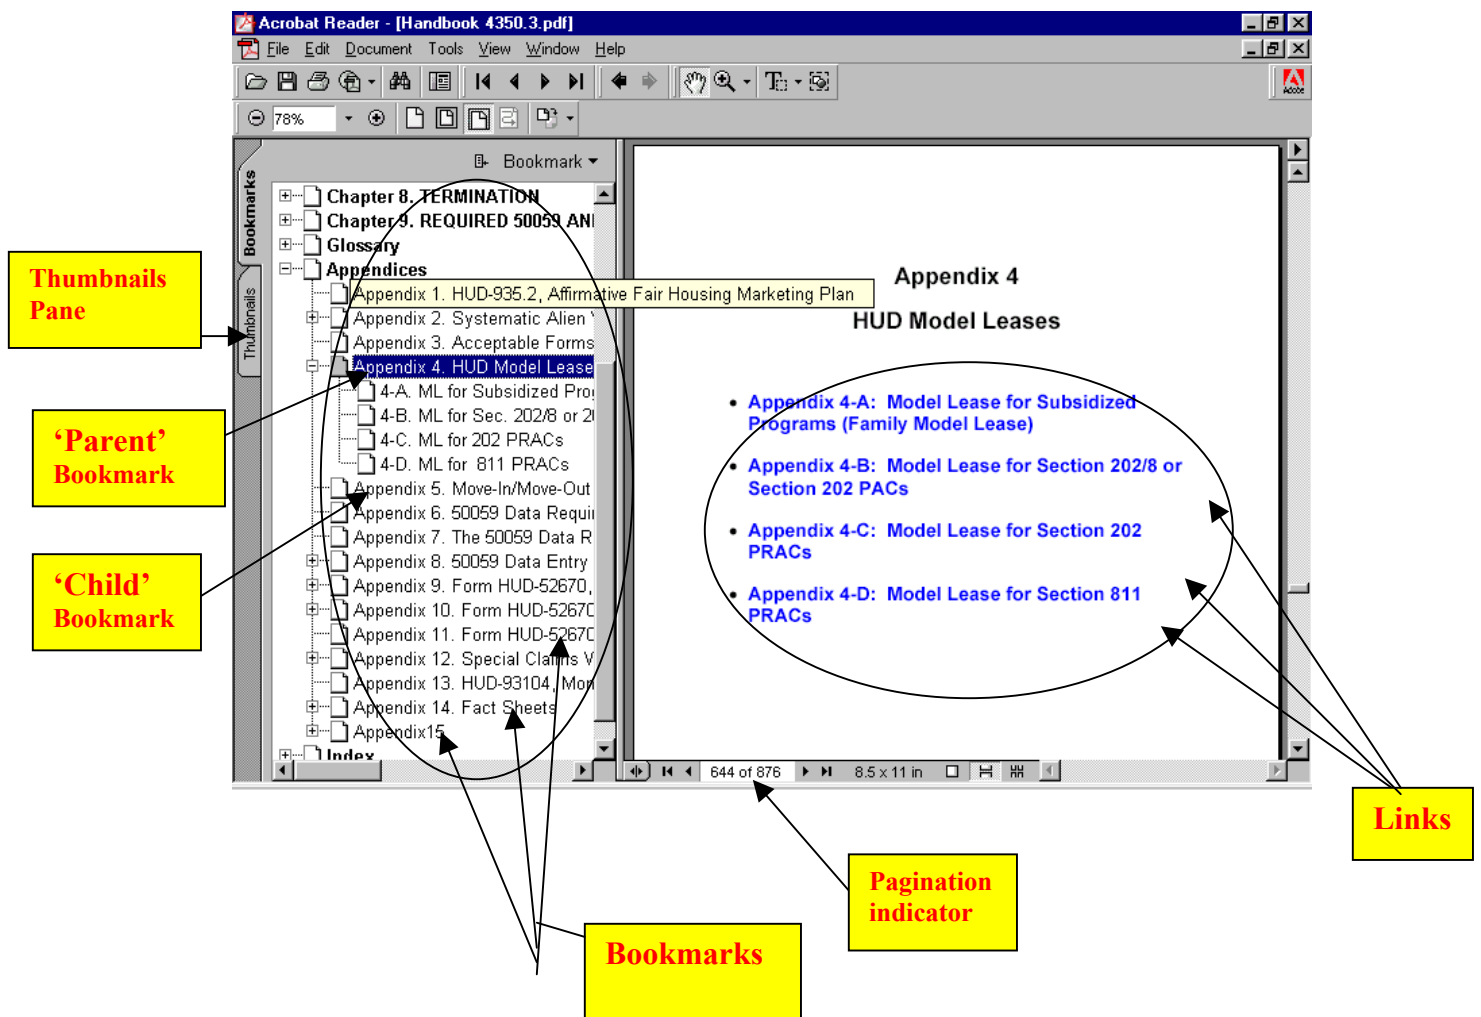 Acrobat Reader - [Handbook 4350.3.pdf]
File Edit Document Tools View Window Help
Adobe
78%
Bookmark
Bookmarks
Thumbnails
Chapter 8. TERMINATION
Chapter 9. REQUIRED 50059 AN
Glossary
Appendices
Appendix 1. HUD-935.2, Affirmative Fair Housing Marketing Plan
Appendix 2. Systematic Alien
Appendix 3. Acceptable Forms
Appendix 4. HUD Model Lease
4-A. ML for Subsidized Pro
4-B. ML for Sec. 202/8 or 2
4-C. ML for 202 PRACs
4-D. ML for 811 PRACs
Appendix 5. Move-In/Move-Out
Appendix 6. 50059 Data Requi
Appendix 7. The 50059 Data R
Appendix 8. 50059 Data Entry
Appendix 9. Form HUD-52670,
Appendix 10. Form HUD-52670
Appendix 11. Form HUD-52670
Appendix 12. Special Claims V
Appendix 13. HUD-93104, Mon
Appendix 14. Fact Sheets
Appendix15
Index
Appendix 4
HUD Model Leases
• Appendix 4-A: Model Lease for Subsidized
Programs (Family Model Lease)
• Appendix 4-B: Model Lease for Section 202/8 or
Section 202 PACs
• Appendix 4-C: Model Lease for Section 202
PRACs
• Appendix 4-D: Model Lease for Section 811
PRACs
644 of 876
8.5 x 11 in
Thumbnails
Pane
‘Parent’
Bookmark
‘Child’
Bookmark
Links
Pagination
indicator
Bookmarks